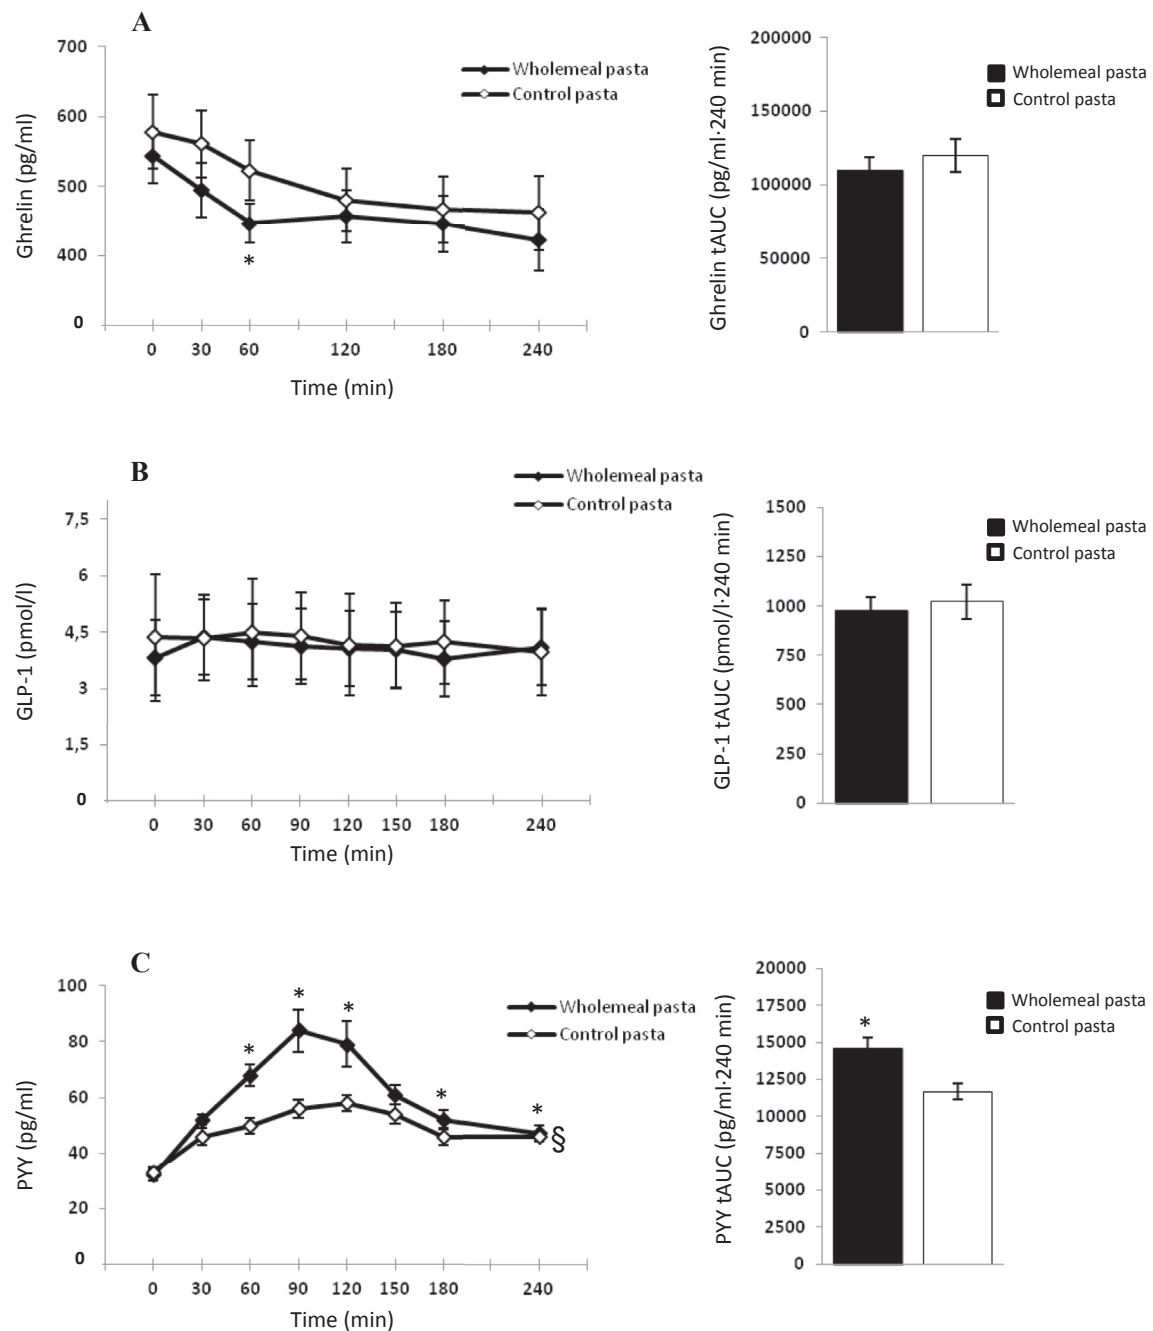 A
700
600
500
400
0
Ghrelin (pg/ml)
Wholemeal pasta
Control pasta
*
0 30 60 120 180 240
Time (min)
200000
150000
100000
50000
0
Ghrelin tAUC (pg/ml·240 min)
Wholemeal pasta
Control pasta
B
7,5
6
4,5
3
1,5
0
GLP-1 (pmol/l)
Wholemeal pasta
Control pasta
0 30 60 90 120 150 180 240
Time (min)
1500
1250
1000
750
500
250
0
GLP-1 tAUC (pmol/l·240 min)
Wholemeal pasta
Control pasta
C
100
80
60
40
20
0
PYY (pg/ml)
Wholemeal pasta
Control pasta
* * * * *
§
§
0 30 60 90 120 150 180 240
Time (min)
20000
17500
15000
12500
10000
7500
5000
2500
0
PYY tAUC (pg/ml·240 min)
*
Wholemeal pasta
Control pasta